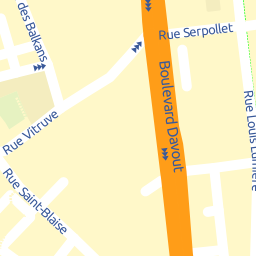 des Balkans
Rue Serpollet
Boulevard Davout
Rue Vitruve
Rue Louis Lumière
Rue Saint-Blaise